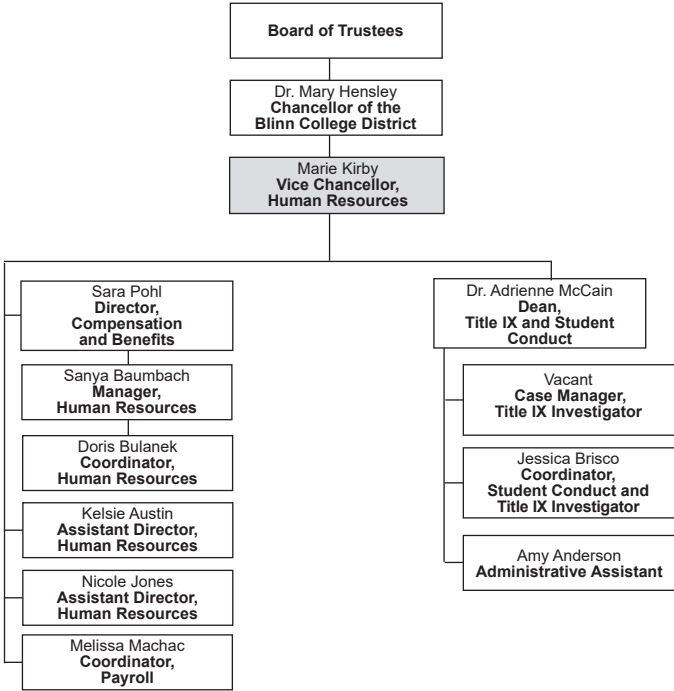 Board of Trustees
Dr. Mary Hensley
Chancellor of the
Blinn College District
Marie Kirby
Vice Chancellor,
Human Resources
Sara Pohl
Director,
Compensation
and Benefits
Sanya Baumbach
Manager,
Human Resources
Doris Bulanek
Coordinator,
Human Resources
Kelsie Austin
Assistant Director,
Human Resources
Nicole Jones
Assistant Director,
Human Resources
Melissa Machac
Coordinator,
Payroll
Dr. Adrienne McCain
Dean,
Title IX and Student
Conduct
Vacant
Case Manager,
Title IX Investigator
Jessica Brisco
Coordinator,
Student Conduct and
Title IX Investigator
Amy Anderson
Administrative Assistant